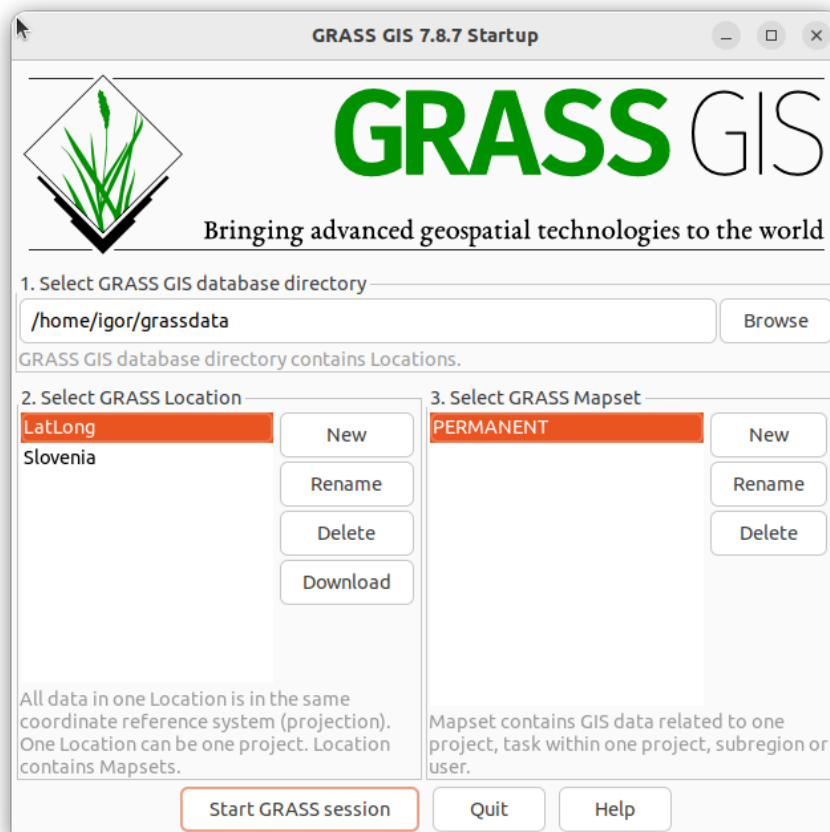 GRASS GIS 7.8.7 Startup
GRASS GIS
Bringing advanced geospatial technologies to the world
1. Select GRASS GIS database directory
/home/igor/grassdata
Browse
GRASS GIS database directory contains Locations.
2. Select GRASS Location
LatLong
Slovenia
New
Rename
Delete
Download
All data in one Location is in the same
coordinate reference system (projection).
One Location can be one project. Location
contains Mapsets.
3. Select GRASS Mapset
PERMANENT
New
Rename
Delete
Mapset contains GIS data related to one
project, task within one project, subregion or
user.
Start GRASS session
Quit
Help